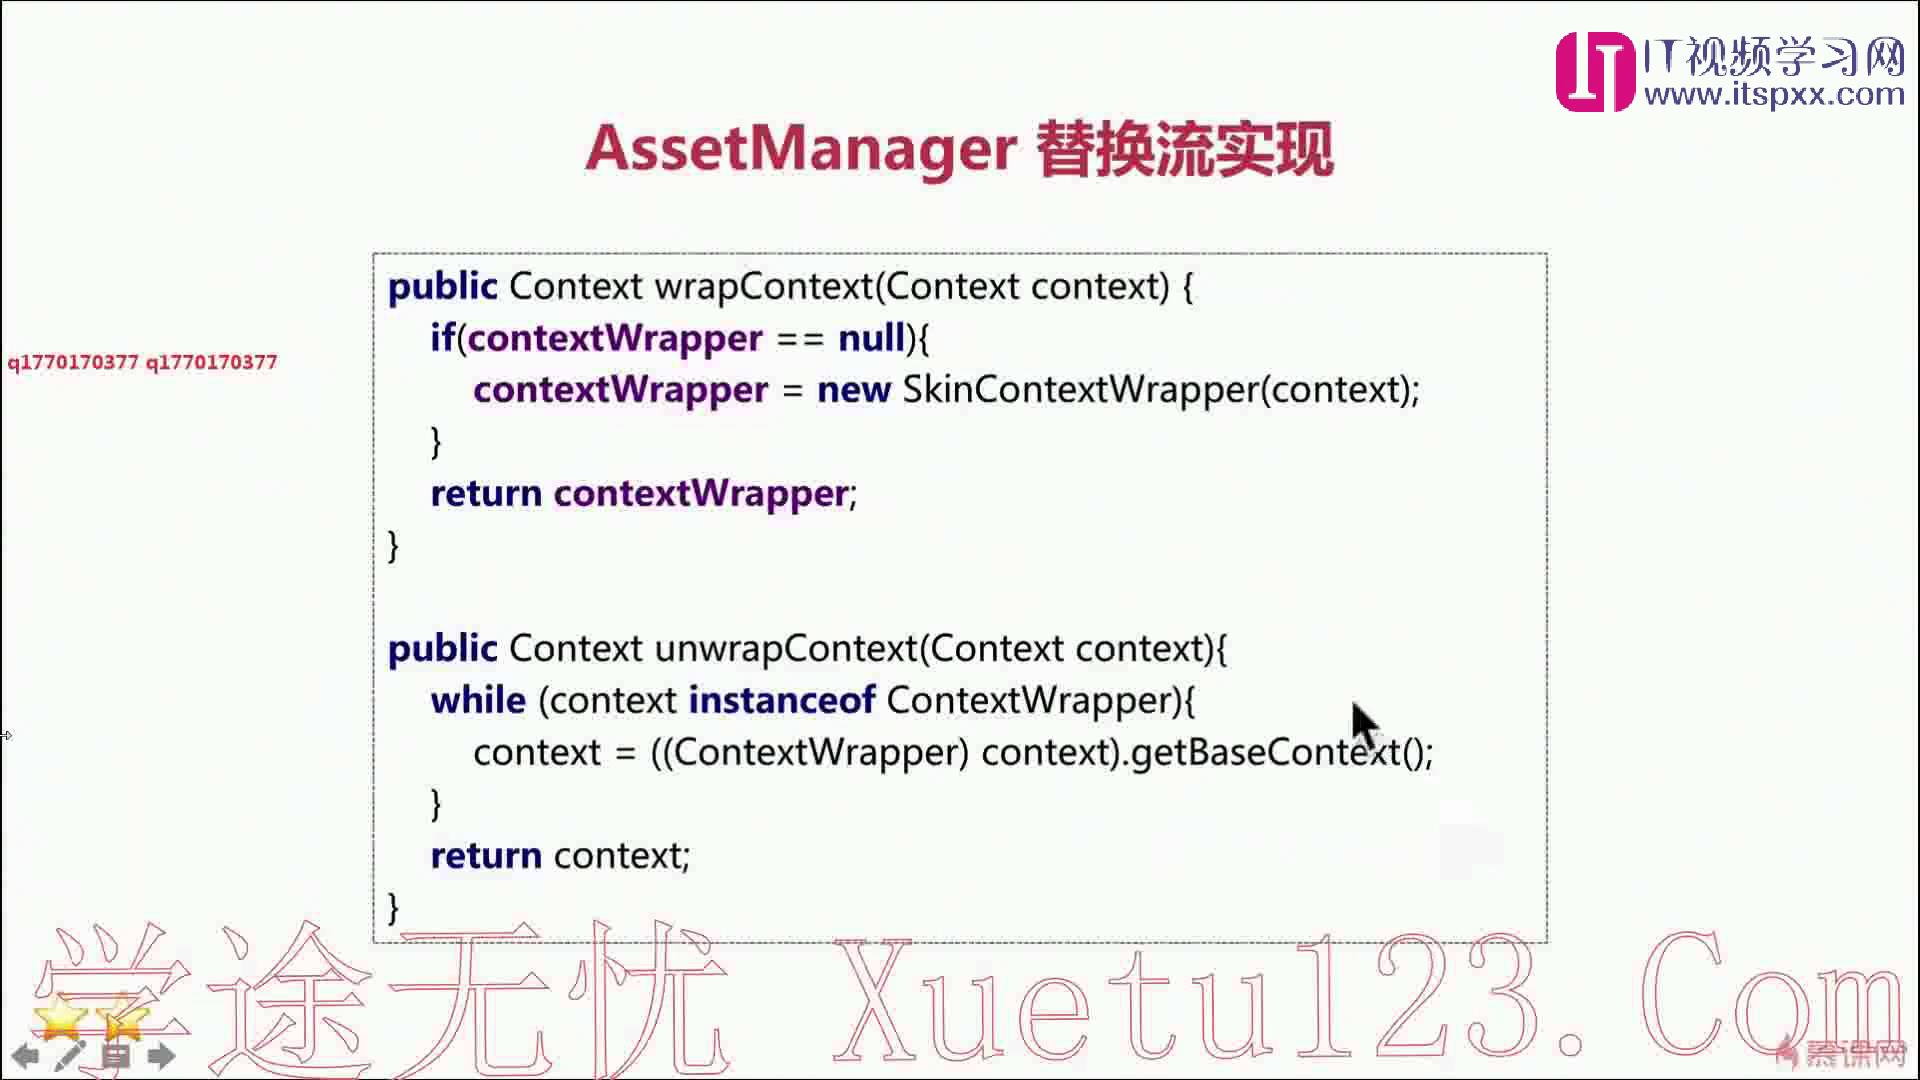 IT视频学习网
www.itspxx.com
AssetManager 替换流实现
public Context wrapContext(Context context) {
if(contextWrapper == null){
contextWrapper = new SkinContextWrapper(context);
}
return contextWrapper;
}
q1770170377 q1770170377
public Context unwrapContext(Context context){
while (context instanceof ContextWrapper){
context = ((ContextWrapper) context).getBaseContext();
}
return context;
}
学途无忧 Xuetu123.Com
慕课网